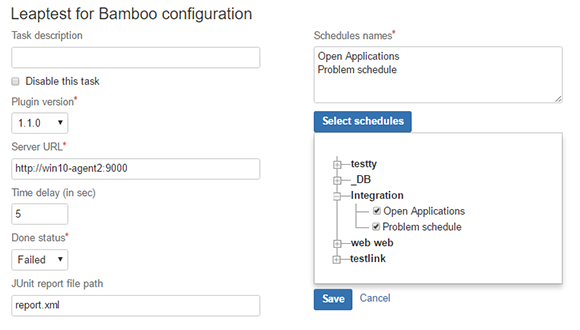 Leaptest for Bamboo configuration
Task description
Disable this task
Plugin version*
1.1.0
Server URL*
http://win10-agent2:9000
Time delay (in sec)
5
Done status*
Failed
JUnit report file path
report.xml
Schedules names*
Open Applications
Problem schedule
Select schedules
testty
_DB
Integration
Open Applications
Problem schedule
web web
testlink
Save Cancel